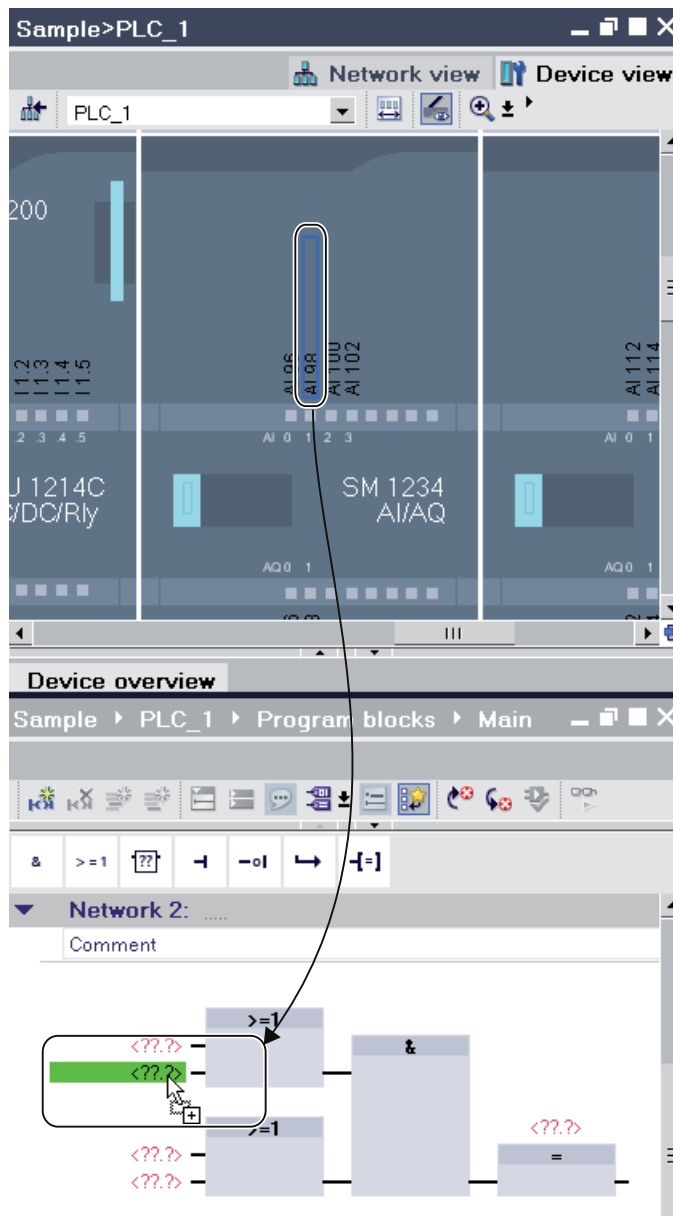 Sample>PLC_1
Network view Device view
PLC_1
200
I1.2 I1.3 I1.4 I1.5
AI 96 AI 98 AI 100 AI 102
AI 112 AI 114
.2 .3 .4 .5
AI 0 1 2 3
AI 0 1
J 1214C
C/DC/Rly
SM 1234
AI/AQ
AQ 0 1
AQ 0 1
Device overview
Sample PLC_1 Program blocks Main
& >=1 ?? -[=]
Network 2: .....
Comment
>=1
<??.?>
<??.?>
&
>=1
<??.?>
<??.?>
<??.?>
=